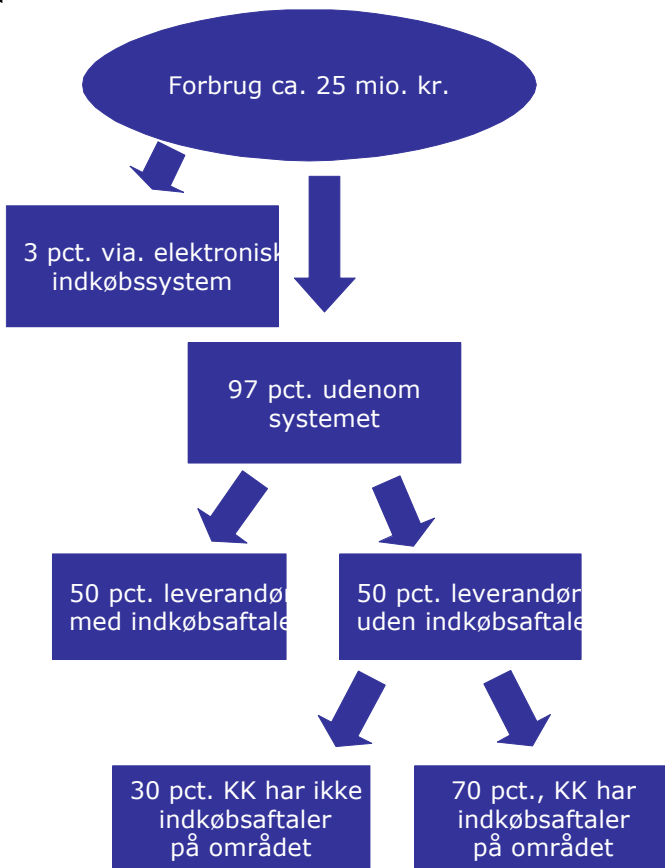 Forbrug ca. 25 mio. kr.
3 pct. via. elektronisk
indkøbssystem
97 pct. udenom
systemet
50 pct. leverandør
med indkøbsaftale
50 pct. leverandør
uden indkøbsaftale
30 pct. KK har ikke
indkøbsaftaler
på området
70 pct., KK har
indkøbsaftaler
på området